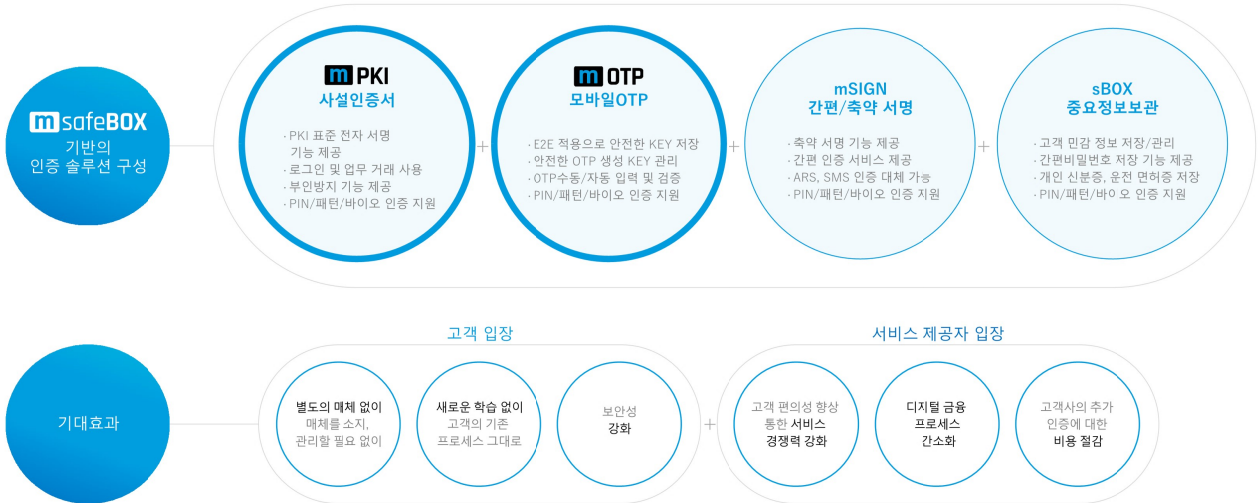 m safeBOX
기반의
인증 솔루션 구성
m PKI
사설인증서
· PKI 표준 전자 서명
기능 제공
· 로그인 및 업무 거래 사용
· 부인방지 기능 제공
· PIN/패턴/바이오 인증 지원
+
m OTP
모바일OTP
· E2E 적용으로 안전한 KEY 저장
· 안전한 OTP 생성 KEY 관리
· OTP수동/자동 입력 및 검증
· PIN/패턴/바이오 인증 지원
+
mSIGN
간편/축약 서명
· 축약 서명 기능 제공
· 간편 인증 서비스 제공
· ARS, SMS 인증 대체 가능
· PIN/패턴/바이오 인증 지원
+
sBOX
중요정보보관
· 고객 민감 정보 저장/관리
· 간편비밀번호 저장 기능 제공
· 개인 신분증, 운전 면허증 저장
· PIN/패턴/바이오 인증 지원
기대효과
고객 입장
별도의 매체 없이
매체를 소지,
관리할 필요 없이
새로운 학습 없이
고객의 기존
프로세스 그대로
보안성
강화
+
서비스 제공자 입장
고객 편의성 향상
통한 서비스
경쟁력 강화
디지털 금융
프로세스
간소화
고객사의 추가
인증에 대한
비용 절감